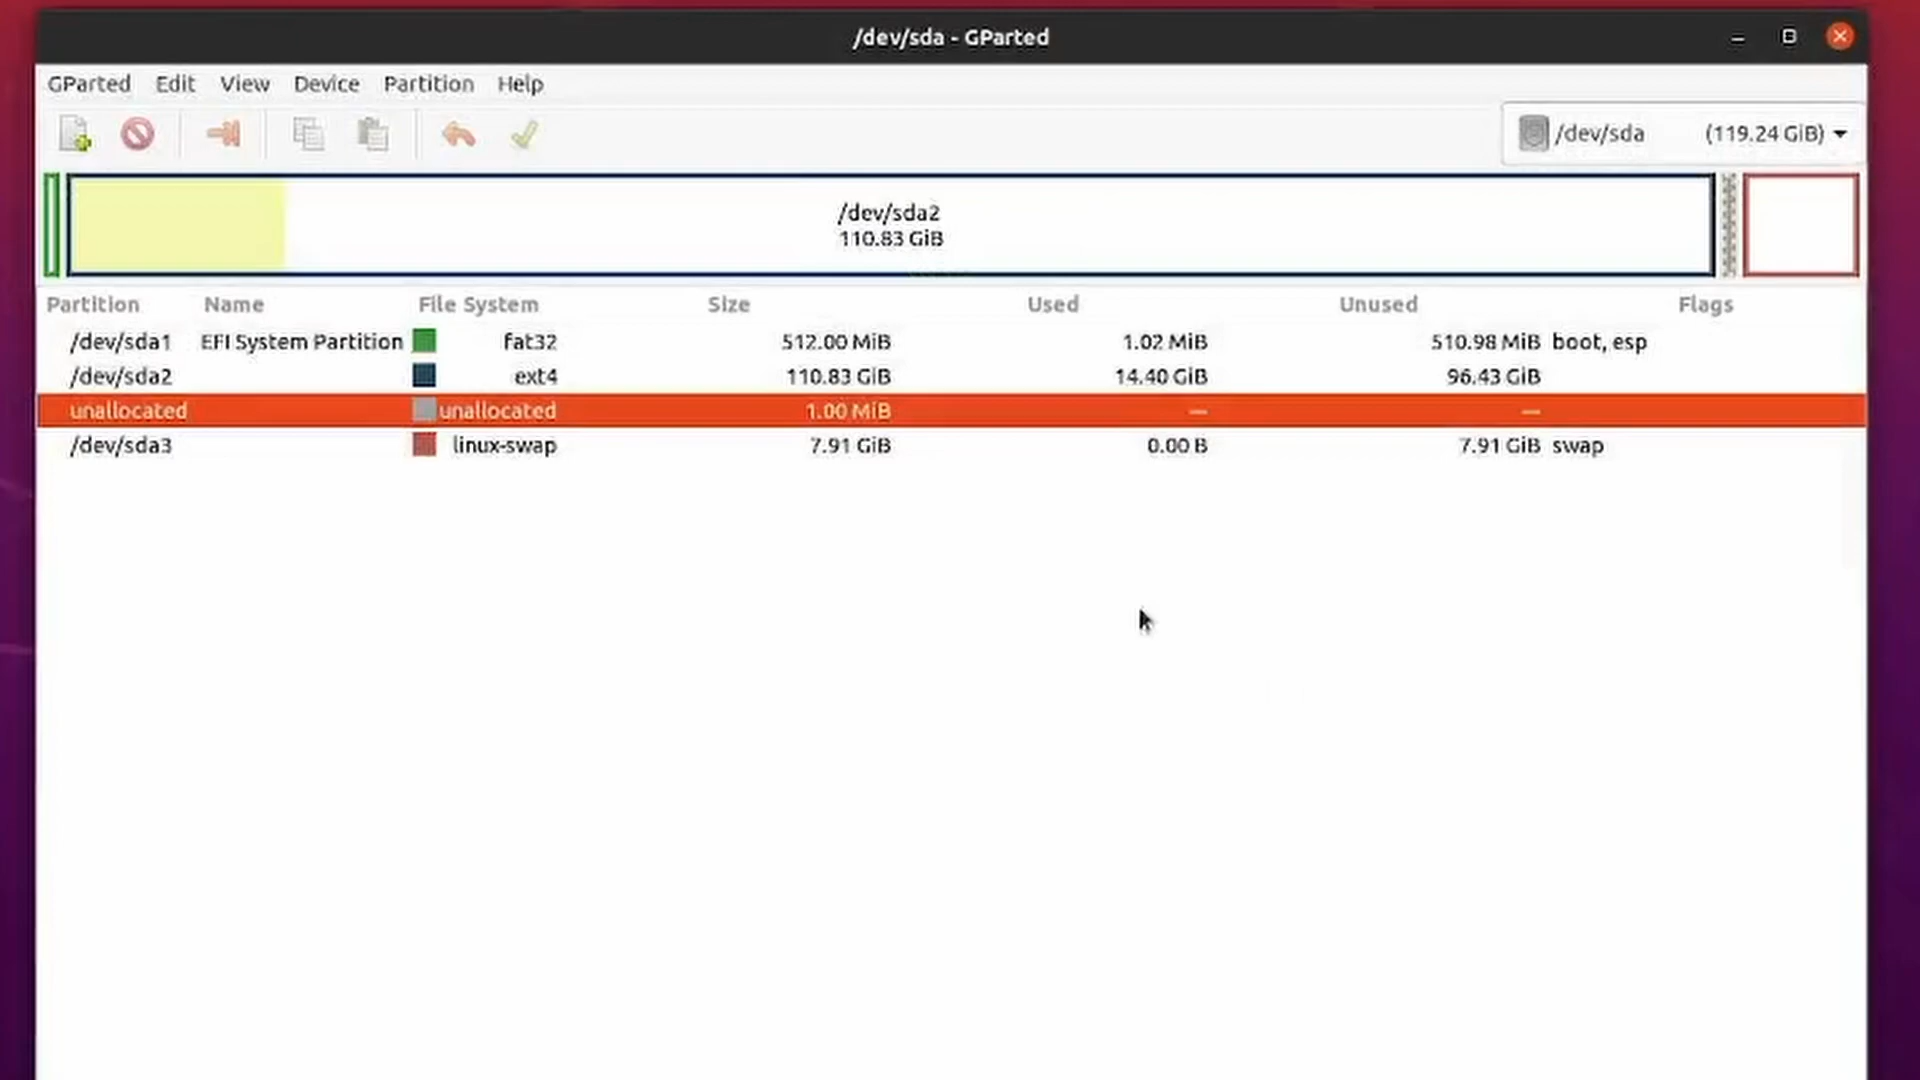 /dev/sda - GParted
GParted Edit View Device Partition Help
/dev/sda (119.24 GiB)
/dev/sda2
110.83 GiB
Partition Name File System Size Used Unused Flags
/dev/sda1 EFI System Partition fat32 512.00 MiB 1.02 MiB 510.98 MiB boot, esp
/dev/sda2 ext4 110.83 GiB 14.40 GiB 96.43 GiB
unallocated unallocated 1.00 MiB — —
/dev/sda3 linux-swap 7.91 GiB 0.00 B 7.91 GiB swap